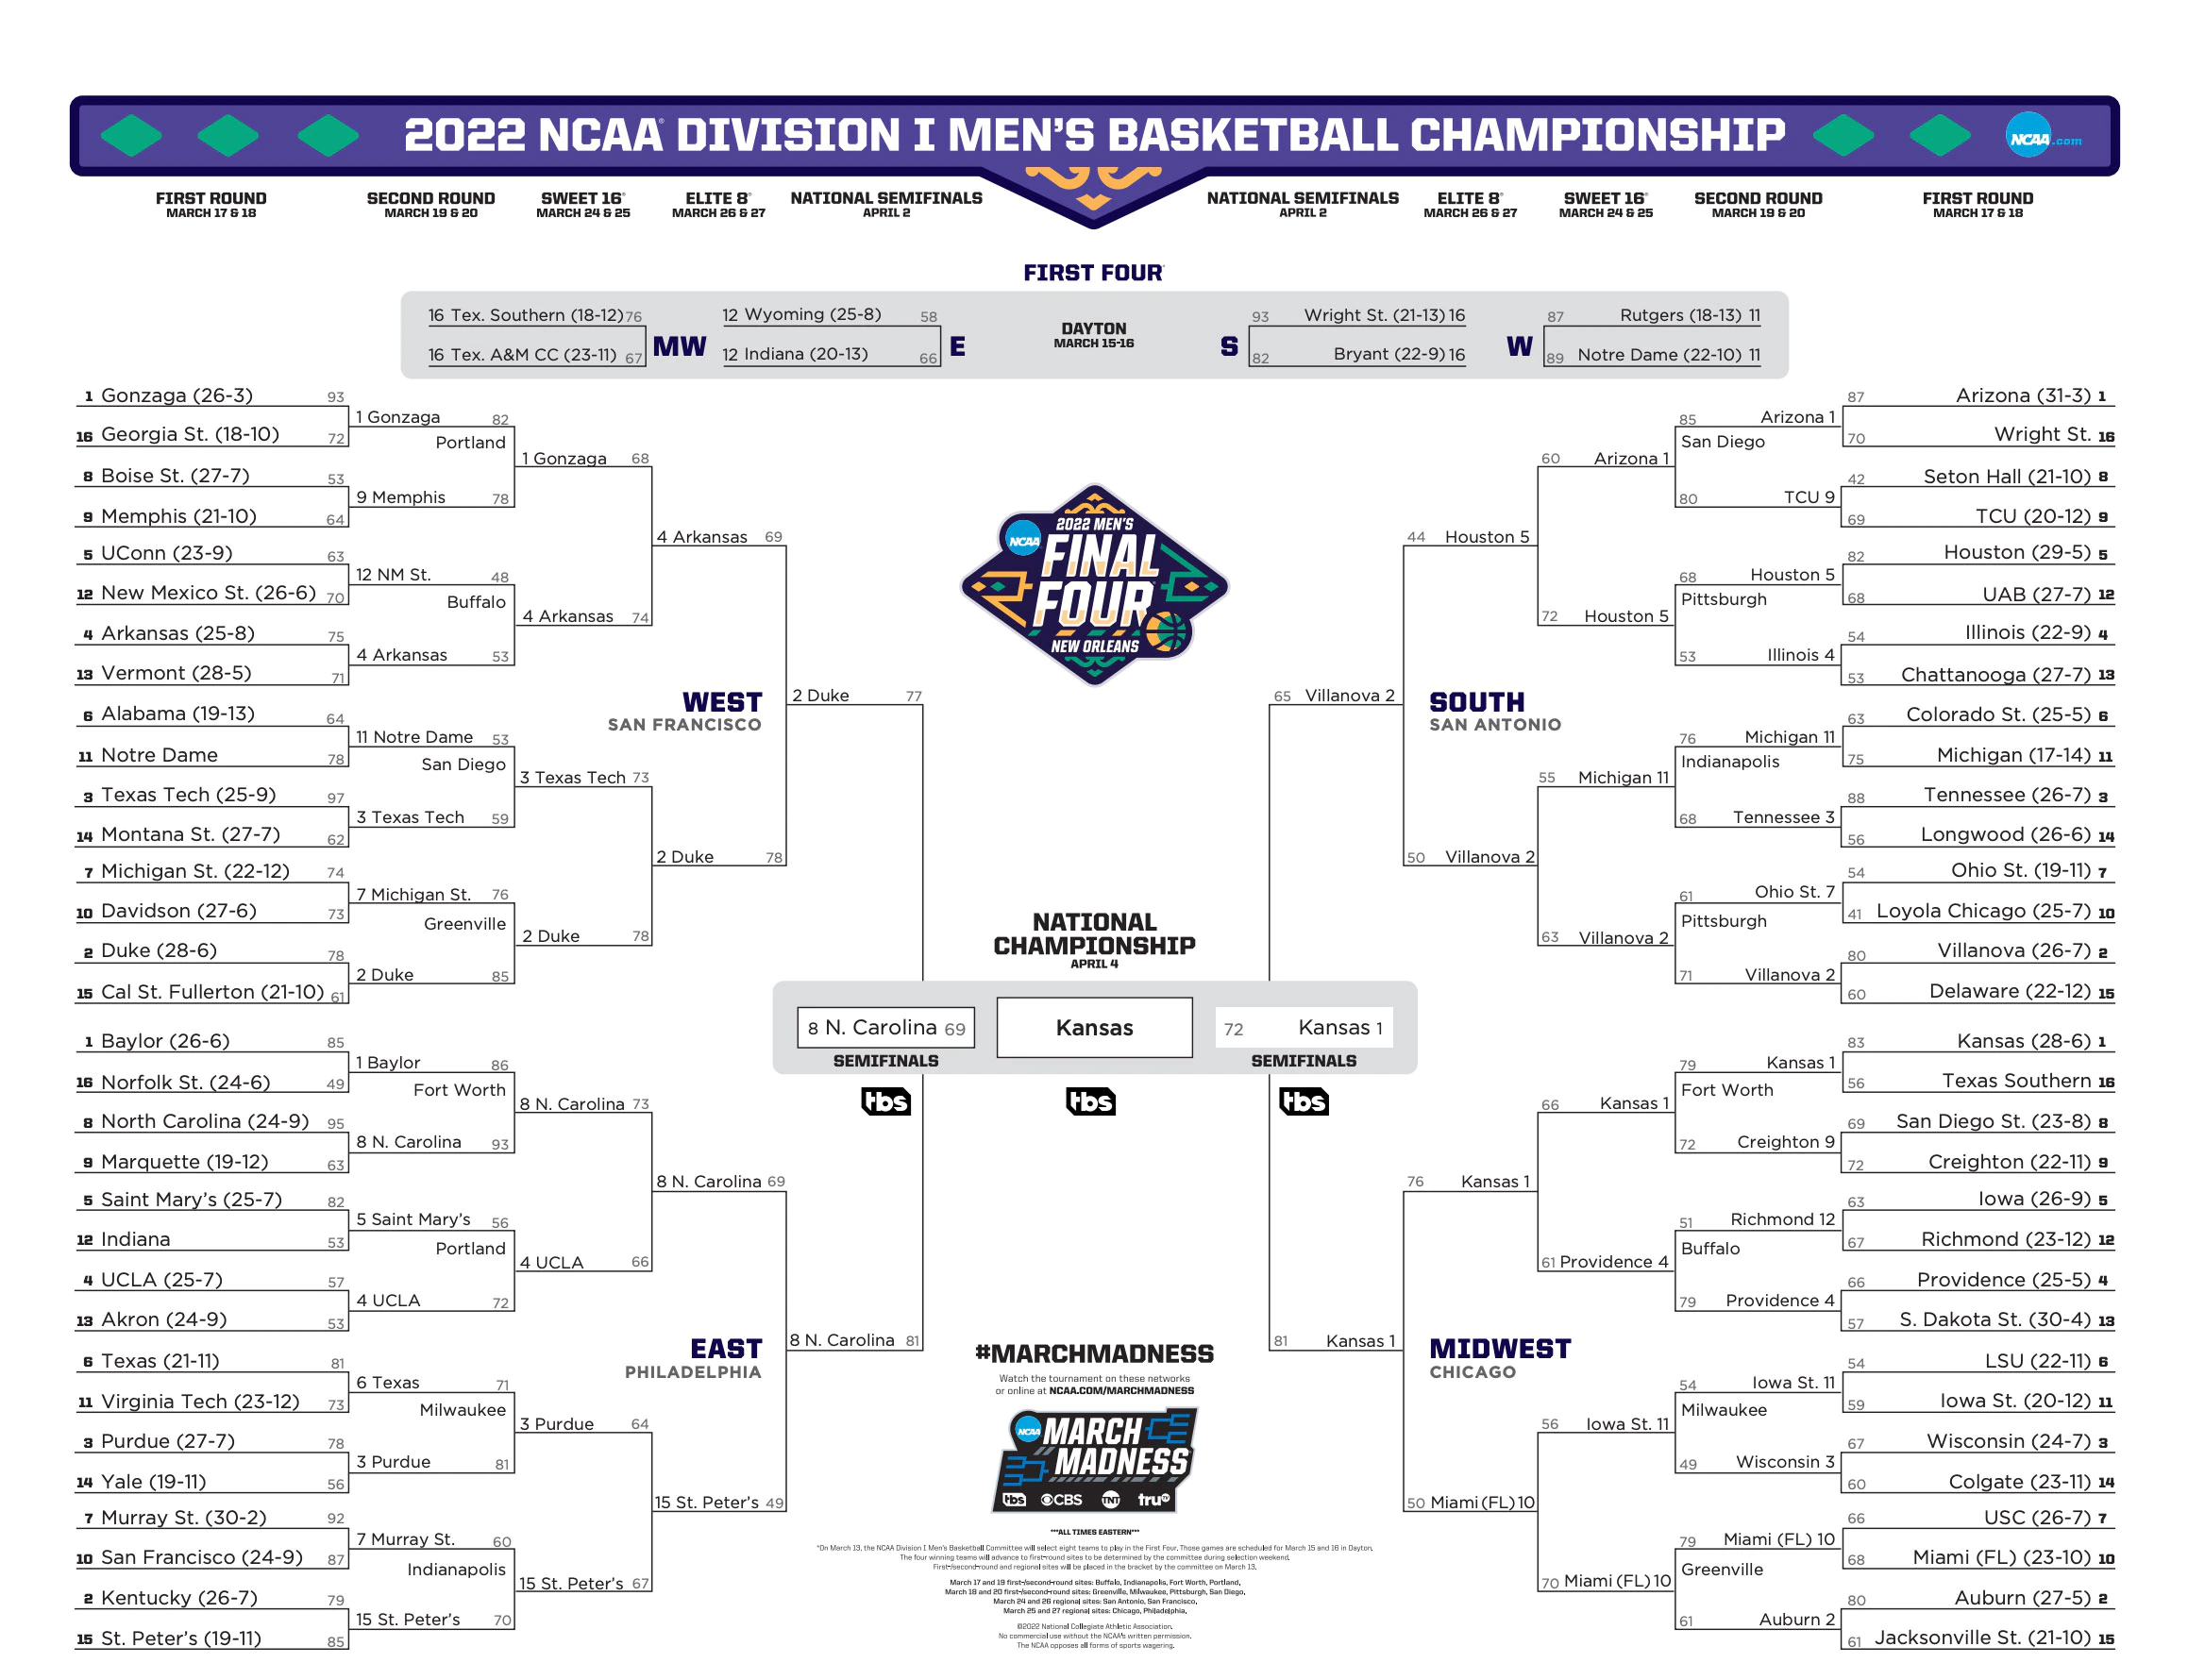 2022 NCAA® DIVISION I MEN'S BASKETBALL CHAMPIONSHIP
NCAA.com
FIRST ROUND
MARCH 17 & 18
SECOND ROUND
MARCH 19 & 20
SWEET 16®
MARCH 24 & 25
ELITE 8®
MARCH 26 & 27
NATIONAL SEMIFINALS
APRIL 2
NATIONAL SEMIFINALS
APRIL 2
ELITE 8®
MARCH 26 & 27
SWEET 16®
MARCH 24 & 25
SECOND ROUND
MARCH 19 & 20
FIRST ROUND
MARCH 17 & 18
FIRST FOUR®
16 Tex. Southern (18-12) 76
16 Tex. A&M CC (23-11) 67
MW
12 Wyoming (25-8) 58
12 Indiana (20-13) 66
E
DAYTON
MARCH 15-16
S
93 Wright St. (21-13) 16
82 Bryant (22-9) 16
W
87 Rutgers (18-13) 11
89 Notre Dame (22-10) 11
1 Gonzaga (26-3) 93
16 Georgia St. (18-10) 72
8 Boise St. (27-7) 53
9 Memphis (21-10) 64
5 UConn (23-9) 63
12 New Mexico St. (26-6) 70
4 Arkansas (25-8) 75
13 Vermont (28-5) 71
6 Alabama (19-13) 64
11 Notre Dame 78
3 Texas Tech (25-9) 97
14 Montana St. (27-7) 62
7 Michigan St. (22-12) 74
10 Davidson (27-6) 73
2 Duke (28-6) 78
15 Cal St. Fullerton (21-10) 61
1 Gonzaga 82
Portland
9 Memphis 78
12 NM St. 48
Buffalo
4 Arkansas 53
11 Notre Dame 53
San Diego
3 Texas Tech 59
7 Michigan St. 76
Greenville
2 Duke 85
1 Gonzaga 68
4 Arkansas 74
3 Texas Tech 73
2 Duke 78
4 Arkansas 69
2 Duke 78
WEST
SAN FRANCISCO
2 Duke 77
1 Baylor (26-6) 85
16 Norfolk St. (24-6) 49
8 North Carolina (24-9) 95
9 Marquette (19-12) 63
5 Saint Mary's (25-7) 82
12 Indiana 53
4 UCLA (25-7) 57
13 Akron (24-9) 53
6 Texas (21-11) 81
11 Virginia Tech (23-12) 73
3 Purdue (27-7) 78
14 Yale (19-11) 56
7 Murray St. (30-2) 92
10 San Francisco (24-9) 87
2 Kentucky (26-7) 79
15 St. Peter's (19-11) 85
1 Baylor 86
Fort Worth
8 N. Carolina 93
5 Saint Mary's 56
Portland
4 UCLA 72
6 Texas 71
Milwaukee
3 Purdue 81
7 Murray St. 60
Indianapolis
15 St. Peter's 70
8 N. Carolina 73
4 UCLA 66
3 Purdue 64
15 St. Peter's 67
8 N. Carolina 69
15 St. Peter's 49
EAST
PHILADELPHIA
8 N. Carolina 81
NCAA
2022 MEN'S
FINAL
FOUR
NEW ORLEANS
NATIONAL
CHAMPIONSHIP
APRIL 4
8 N. Carolina 69
SEMIFINALS
Kansas
72 Kansas 1
SEMIFINALS
tbs
tbs
tbs
#MARCHMADNESS
Watch the tournament on these networks
or online at NCAA.COM/MARCHMADNESS
NCAA
MARCH
MADNESS
tbs CBS TNT truTV
***ALL TIMES EASTERN***
*On March 13, the NCAA Division I Men's Basketball Committee will select eight teams to play in the First Four. Those games are scheduled for March 15 and 16 in Dayton.
The four winning teams will advance to first-round sites to be determined by the committee during selection weekend.
First-/second-round and regional sites will be placed in the bracket by the committee on March 13.
March 17 and 19 first-/second-round sites: Buffalo, Indianapolis, Fort Worth, Portland.
March 18 and 20 first-/second-round sites: Greenville, Milwaukee, Pittsburgh, San Diego.
March 24 and 26 regional sites: San Antonio, San Francisco.
March 25 and 27 regional sites: Chicago, Philadelphia.
©2022 National Collegiate Athletic Association.
No commercial use without the NCAA's written permission.
The NCAA opposes all forms of sports wagering.
65 Villanova 2
SOUTH
SAN ANTONIO
44 Houston 5
50 Villanova 2
60 Arizona 1
72 Houston 5
55 Michigan 11
63 Villanova 2
85 Arizona 1
San Diego
80 TCU 9
68 Houston 5
Pittsburgh
53 Illinois 4
76 Michigan 11
Indianapolis
68 Tennessee 3
61 Ohio St. 7
Pittsburgh
71 Villanova 2
87 Arizona (31-3) 1
70 Wright St. 16
42 Seton Hall (21-10) 8
69 TCU (20-12) 9
82 Houston (29-5) 5
68 UAB (27-7) 12
54 Illinois (22-9) 4
53 Chattanooga (27-7) 13
63 Colorado St. (25-5) 6
75 Michigan (17-14) 11
88 Tennessee (26-7) 3
56 Longwood (26-6) 14
54 Ohio St. (19-11) 7
41 Loyola Chicago (25-7) 10
80 Villanova (26-7) 2
60 Delaware (22-12) 15
81 Kansas 1
MIDWEST
CHICAGO
76 Kansas 1
50 Miami (FL) 10
66 Kansas 1
61 Providence 4
56 Iowa St. 11
70 Miami (FL) 10
79 Kansas 1
Fort Worth
72 Creighton 9
51 Richmond 12
Buffalo
79 Providence 4
54 Iowa St. 11
Milwaukee
49 Wisconsin 3
79 Miami (FL) 10
Greenville
61 Auburn 2
83 Kansas (28-6) 1
56 Texas Southern 16
69 San Diego St. (23-8) 8
72 Creighton (22-11) 9
63 Iowa (26-9) 5
67 Richmond (23-12) 12
66 Providence (25-5) 4
57 S. Dakota St. (30-4) 13
54 LSU (22-11) 6
59 Iowa St. (20-12) 11
67 Wisconsin (24-7) 3
60 Colgate (23-11) 14
66 USC (26-7) 7
68 Miami (FL) (23-10) 10
80 Auburn (27-5) 2
61 Jacksonville St. (21-10) 15